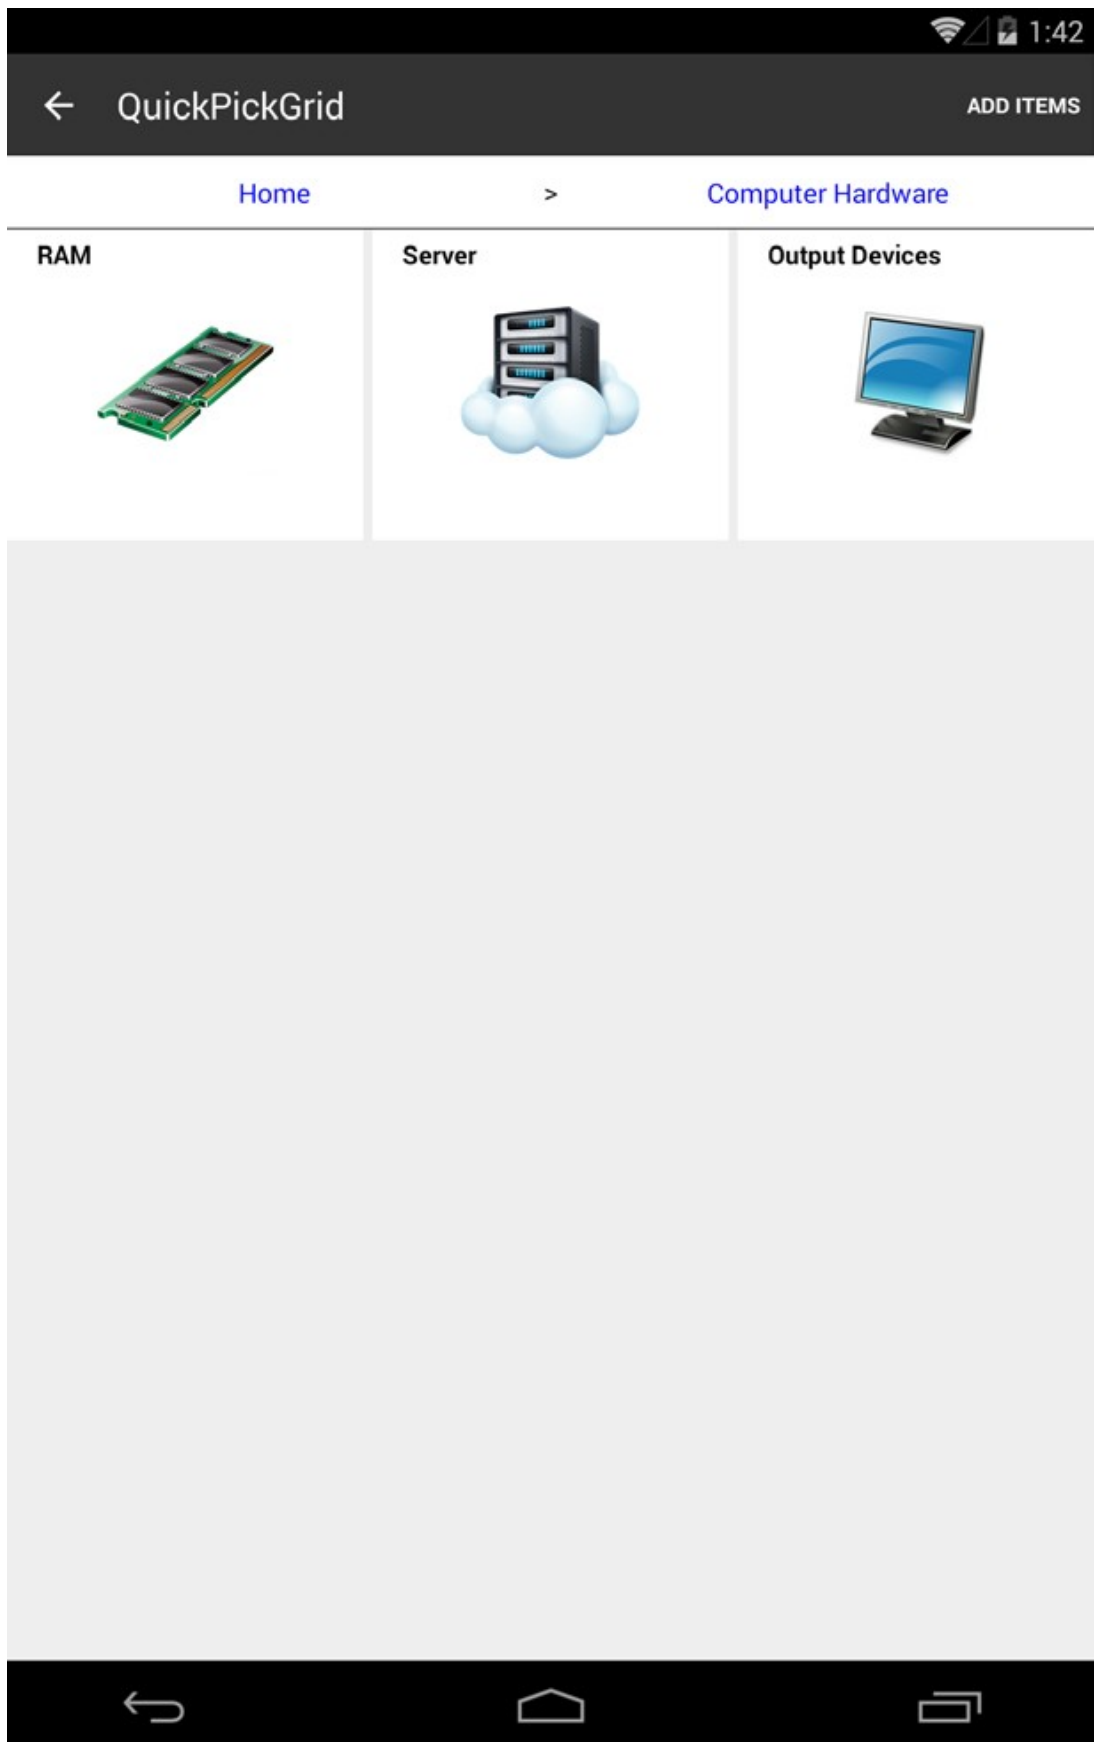 1:42
QuickPickGrid ADD ITEMS
Home > Computer Hardware
RAM Server Output Devices